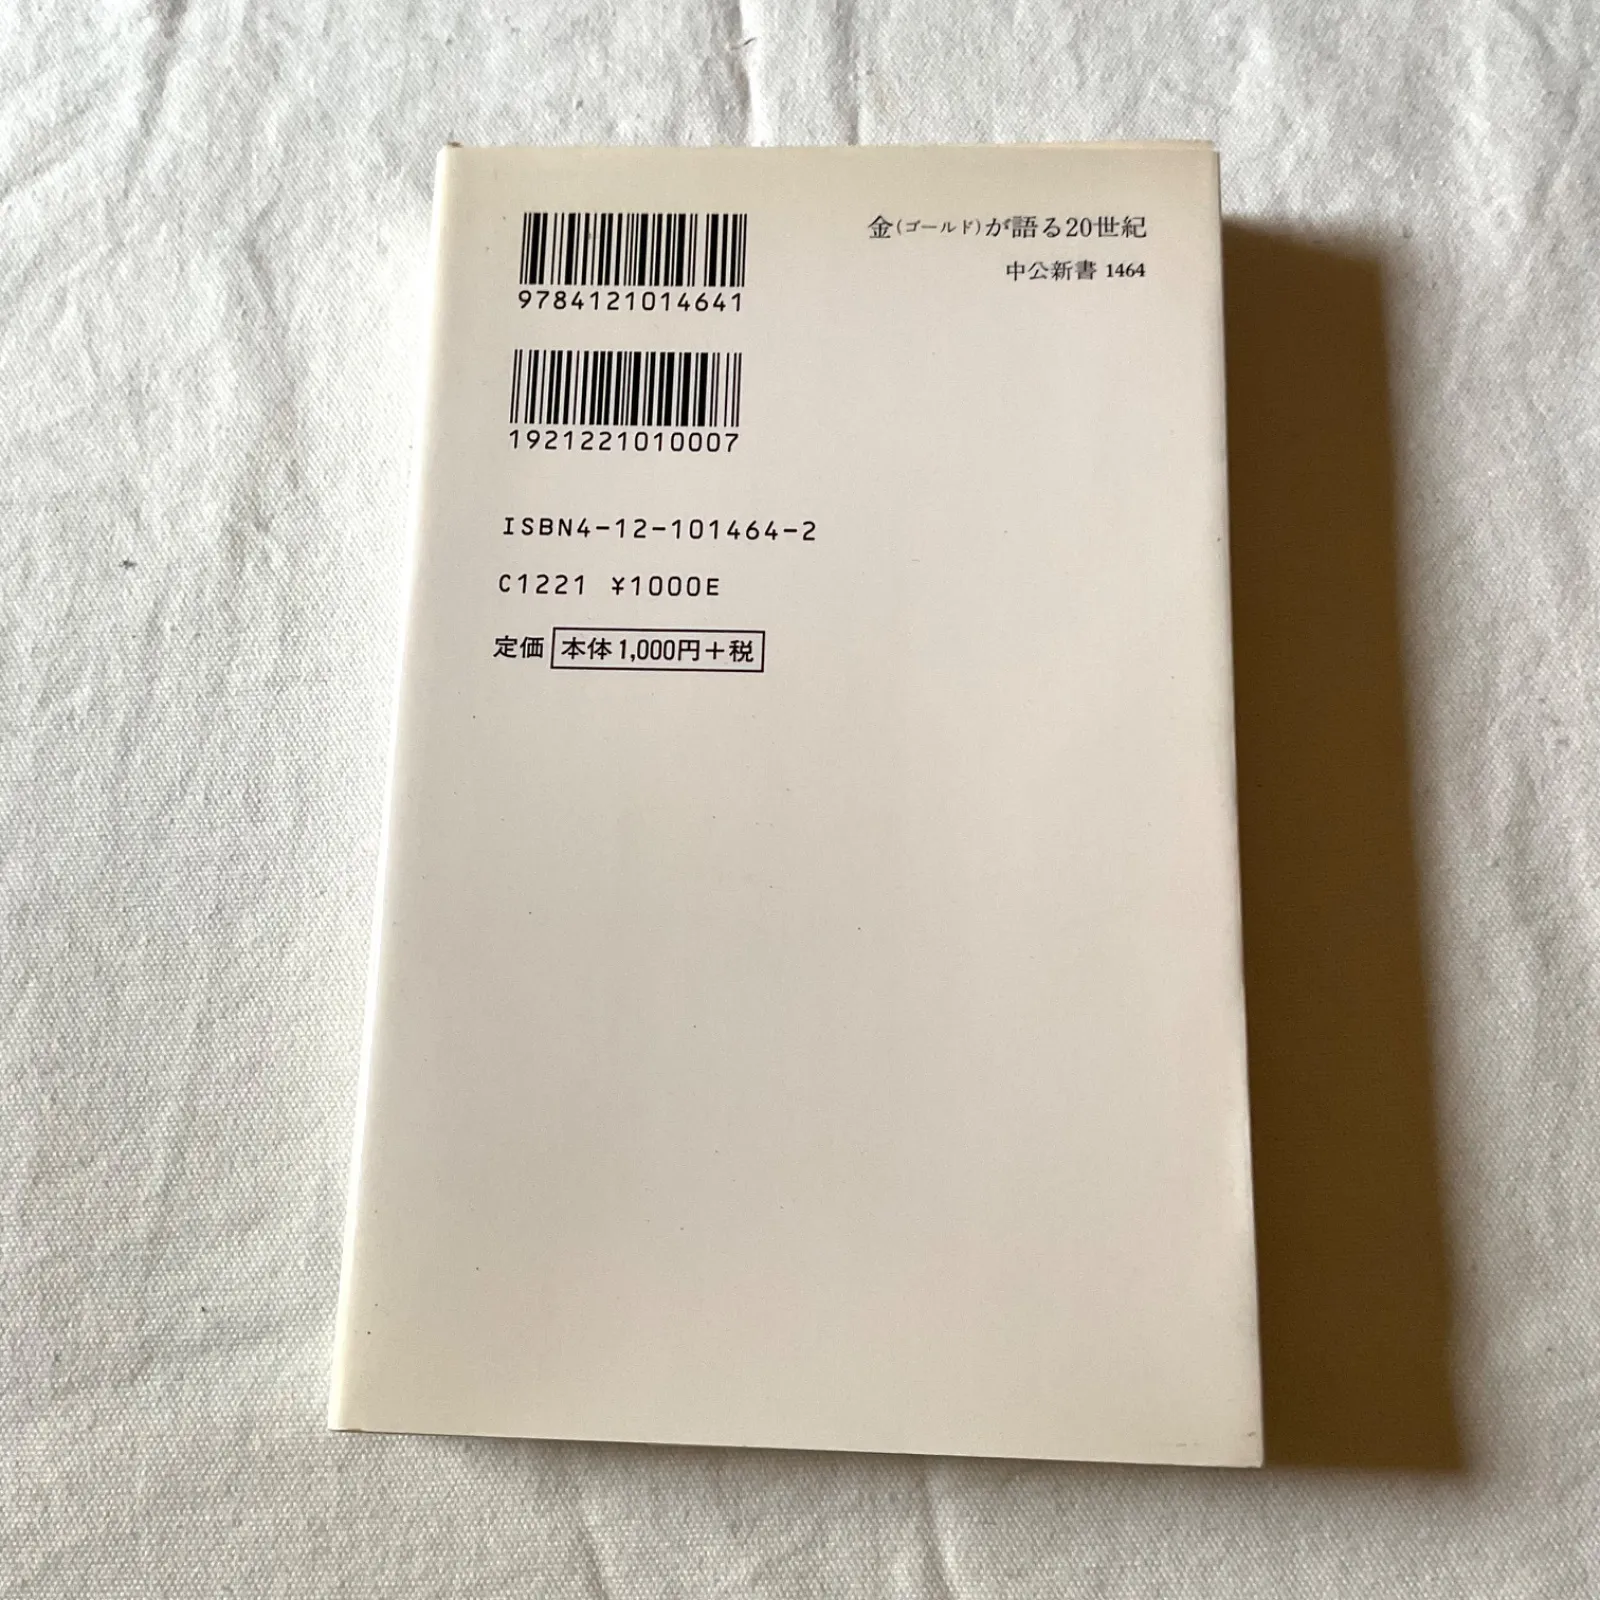 金(ゴールド)が語る20世紀
中公新書 1464
9784121014641
1921221010007
ISBN4-12-101464-2
C1221 ¥1000E
定価 本体1,000円+税